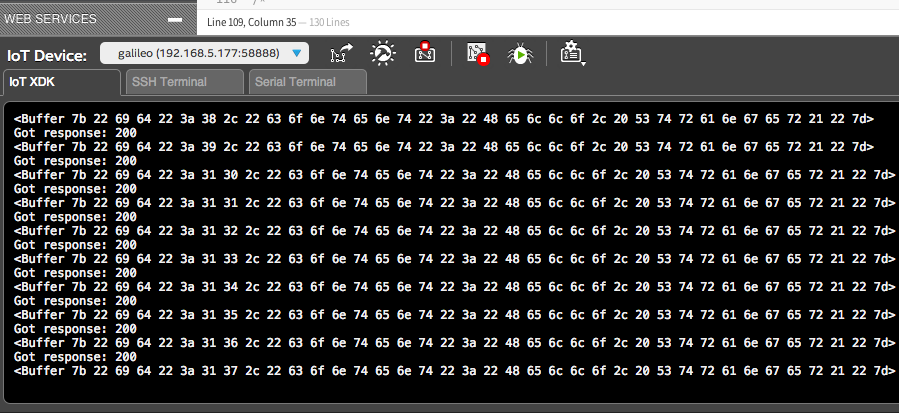 WEB SERVICES
Line 109, Column 35 — 130 Lines
IoT Device: galileo (192.168.5.177:58888)
IoT XDK SSH Terminal Serial Terminal
<Buffer 7b 22 69 64 22 3a 38 2c 22 63 6f 6e 74 65 6e 74 22 3a 22 48 65 6c 6c 6f 2c 20 53 74 72 61 6e 67 65 72 21 22 7d>
Got response: 200
<Buffer 7b 22 69 64 22 3a 39 2c 22 63 6f 6e 74 65 6e 74 22 3a 22 48 65 6c 6c 6f 2c 20 53 74 72 61 6e 67 65 72 21 22 7d>
Got response: 200
<Buffer 7b 22 69 64 22 3a 31 30 2c 22 63 6f 6e 74 65 6e 74 22 3a 22 48 65 6c 6c 6f 2c 20 53 74 72 61 6e 67 65 72 21 22 7d>
Got response: 200
<Buffer 7b 22 69 64 22 3a 31 31 2c 22 63 6f 6e 74 65 6e 74 22 3a 22 48 65 6c 6c 6f 2c 20 53 74 72 61 6e 67 65 72 21 22 7d>
Got response: 200
<Buffer 7b 22 69 64 22 3a 31 32 2c 22 63 6f 6e 74 65 6e 74 22 3a 22 48 65 6c 6c 6f 2c 20 53 74 72 61 6e 67 65 72 21 22 7d>
Got response: 200
<Buffer 7b 22 69 64 22 3a 31 33 2c 22 63 6f 6e 74 65 6e 74 22 3a 22 48 65 6c 6c 6f 2c 20 53 74 72 61 6e 67 65 72 21 22 7d>
Got response: 200
<Buffer 7b 22 69 64 22 3a 31 34 2c 22 63 6f 6e 74 65 6e 74 22 3a 22 48 65 6c 6c 6f 2c 20 53 74 72 61 6e 67 65 72 21 22 7d>
Got response: 200
<Buffer 7b 22 69 64 22 3a 31 35 2c 22 63 6f 6e 74 65 6e 74 22 3a 22 48 65 6c 6c 6f 2c 20 53 74 72 61 6e 67 65 72 21 22 7d>
Got response: 200
<Buffer 7b 22 69 64 22 3a 31 36 2c 22 63 6f 6e 74 65 6e 74 22 3a 22 48 65 6c 6c 6f 2c 20 53 74 72 61 6e 67 65 72 21 22 7d>
Got response: 200
<Buffer 7b 22 69 64 22 3a 31 37 2c 22 63 6f 6e 74 65 6e 74 22 3a 22 48 65 6c 6c 6f 2c 20 53 74 72 61 6e 67 65 72 21 22 7d>